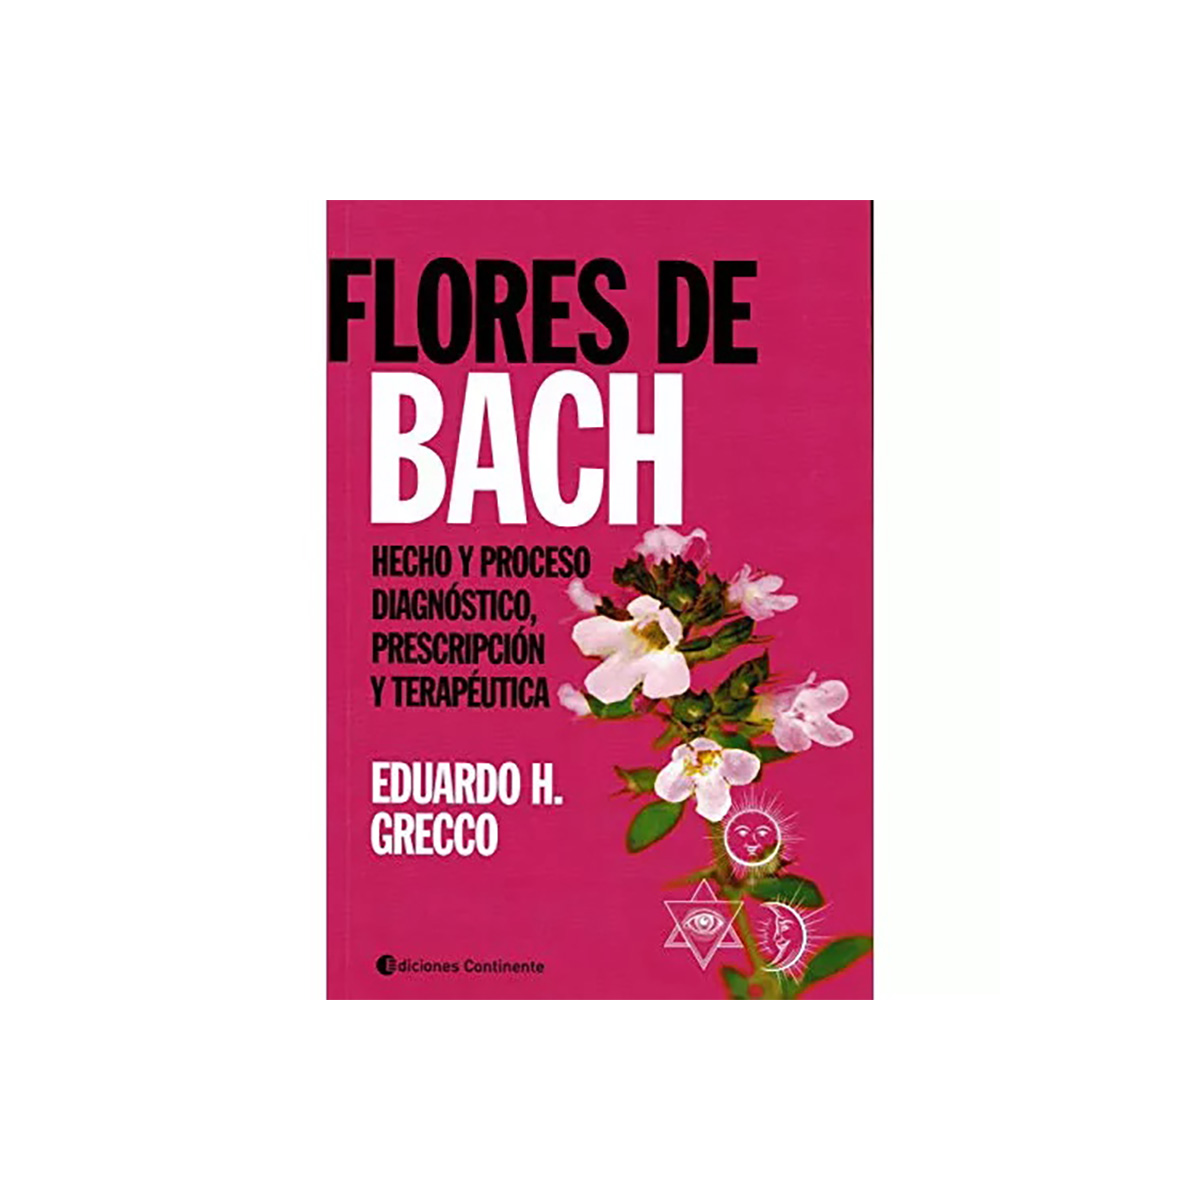 FLORES DE
BACH
HECHO Y PROCESO
DIAGNÓSTICO,
PRESCRIPCIÓN
Y TERAPÉUTICA
EDUARDO H.
GRECCO
Ediciones Continente